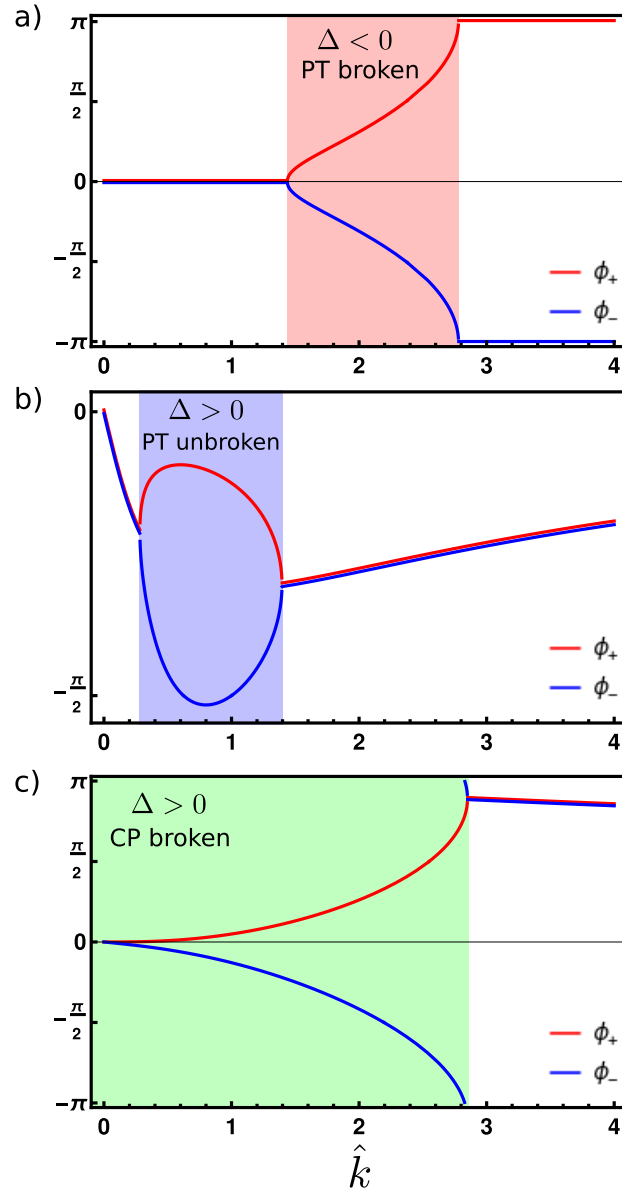 a)
π
π/2
0
-π/2
-π
Δ < 0
PT broken
ϕ₊
ϕ₋
0 1 2 3 4
b)
0
-π/2
Δ > 0
PT unbroken
ϕ₊
ϕ₋
0 1 2 3 4
c)
π
π/2
0
-π/2
-π
Δ > 0
CP broken
ϕ₊
ϕ₋
0 1 2 3 4
k̂